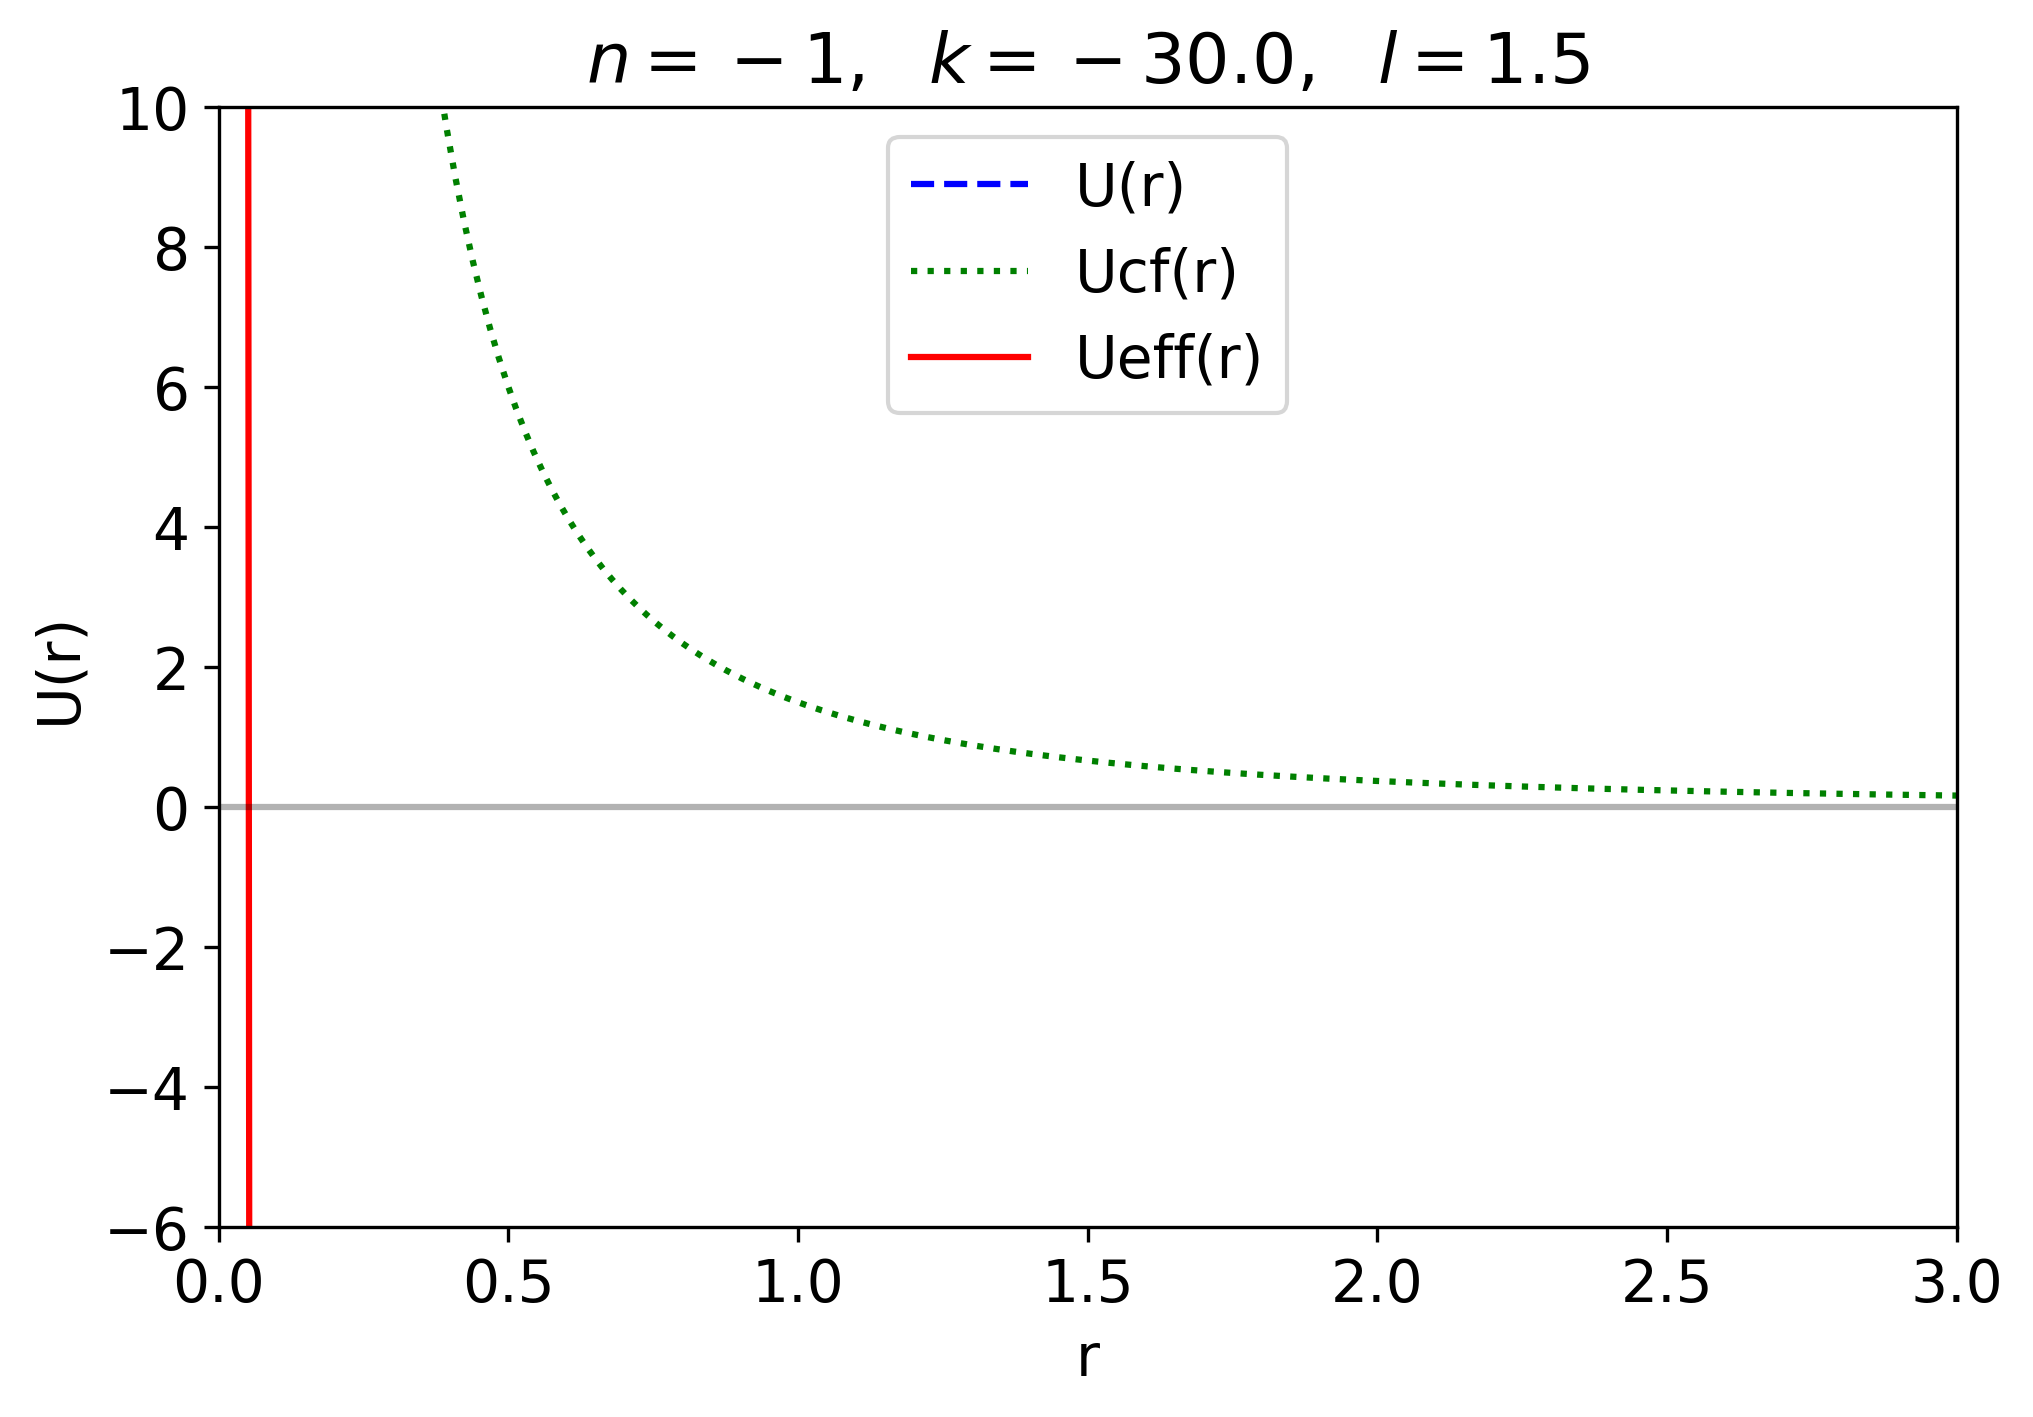 n = −1, k = −30.0, l = 1.5
10
8
6
4
2
0
−2
−4
−6
U(r)
U(r)
Ucf(r)
Ueff(r)
0.0 0.5 1.0 1.5 2.0 2.5 3.0
r